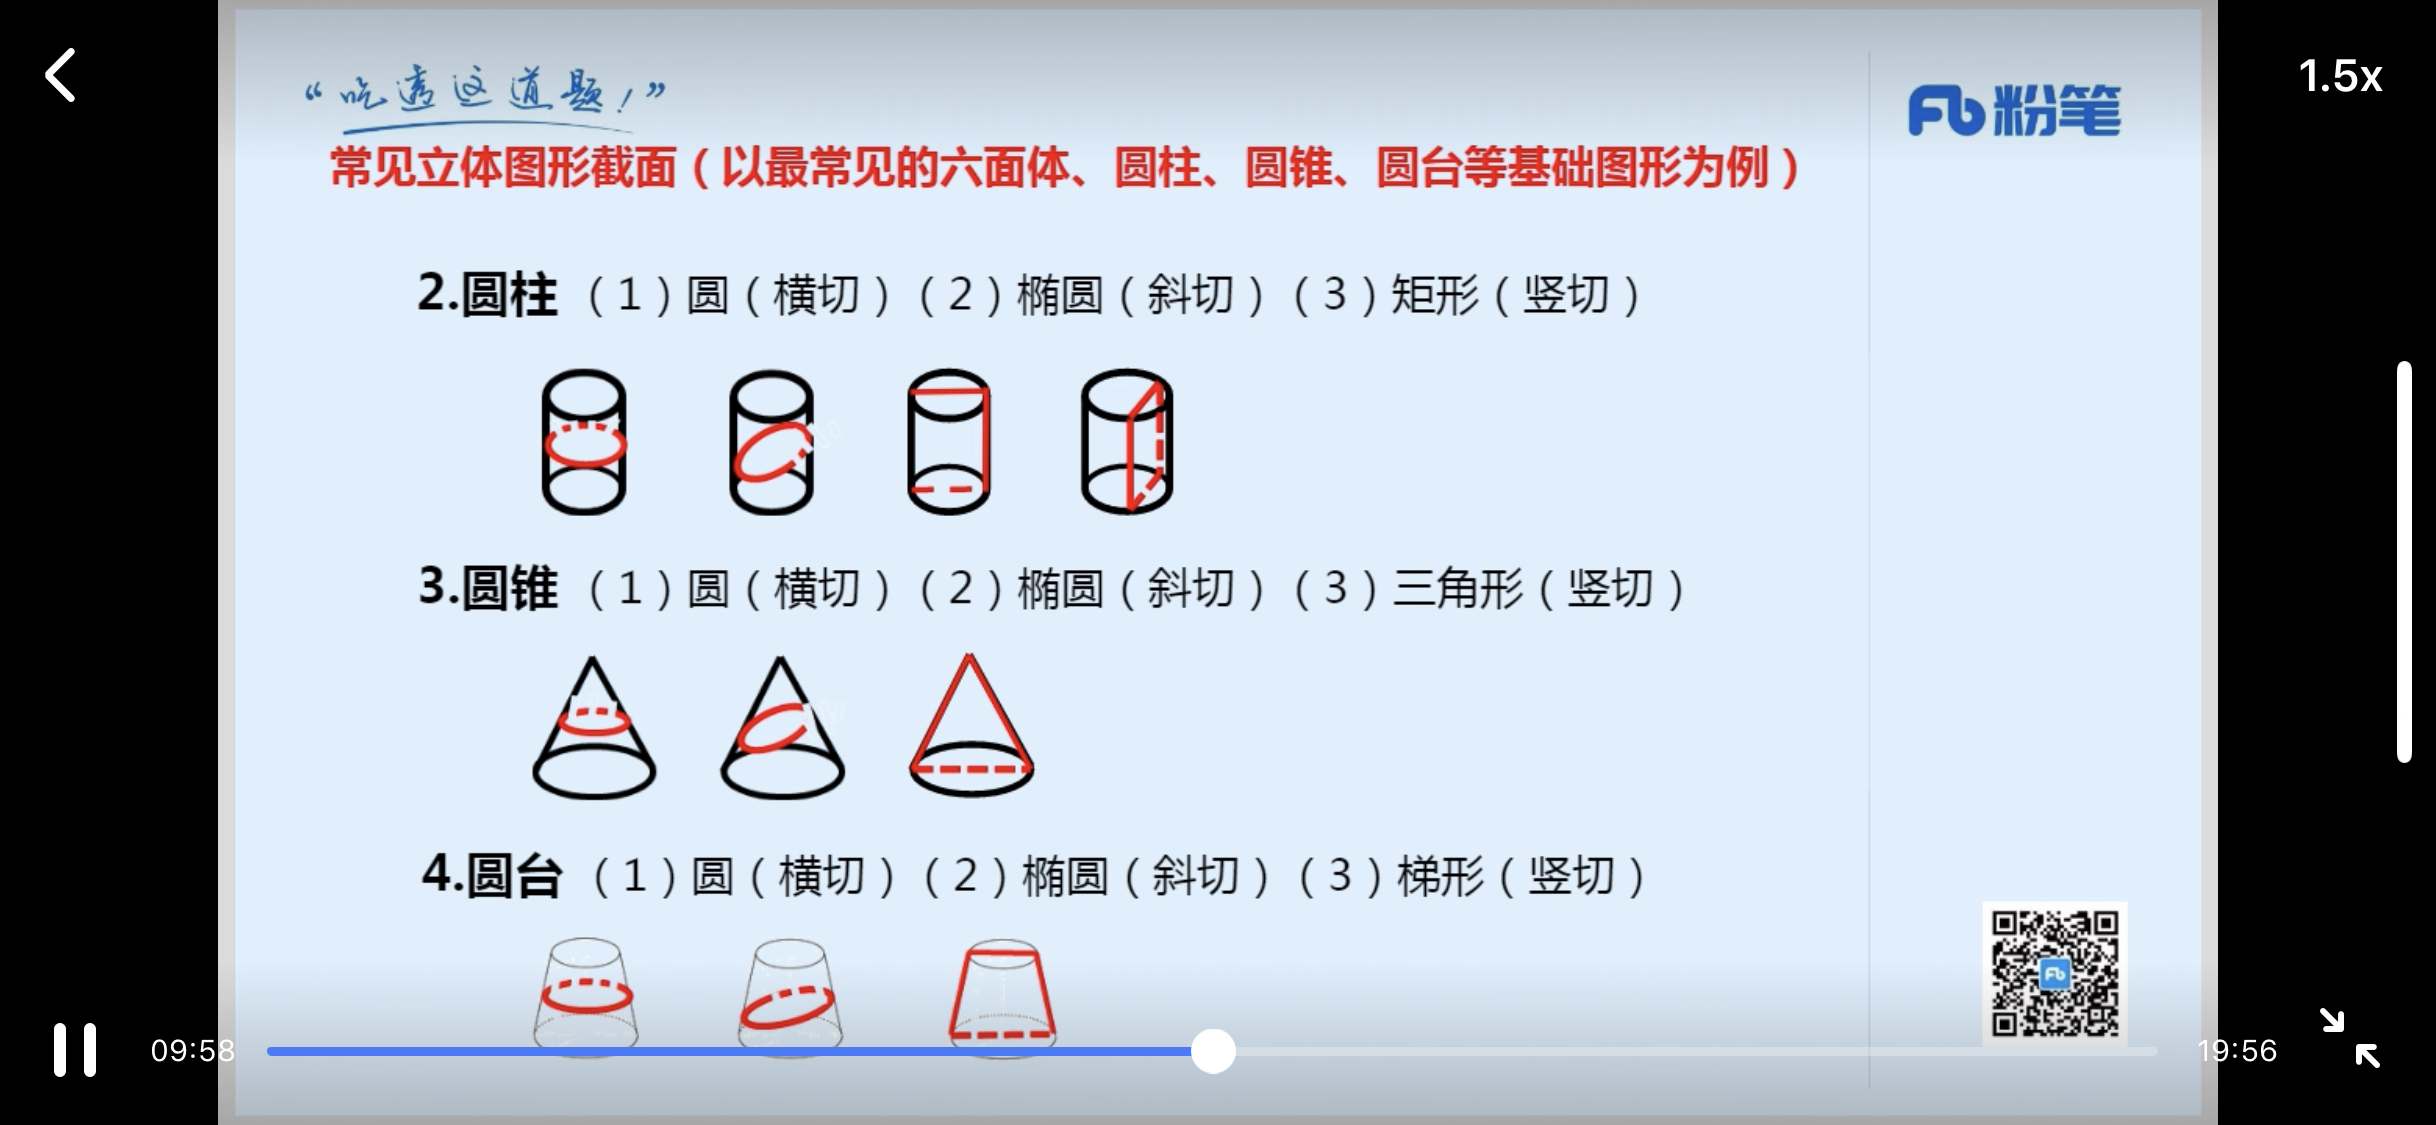 “吃透这道题！”
1.5x
粉笔
常见立体图形截面（以最常见的六面体、圆柱、圆锥、圆台等基础图形为例）
2.圆柱（1）圆（横切）（2）椭圆（斜切）（3）矩形（竖切）
3.圆锥（1）圆（横切）（2）椭圆（斜切）（3）三角形（竖切）
4.圆台（1）圆（横切）（2）椭圆（斜切）（3）梯形（竖切）
09:58
19:56